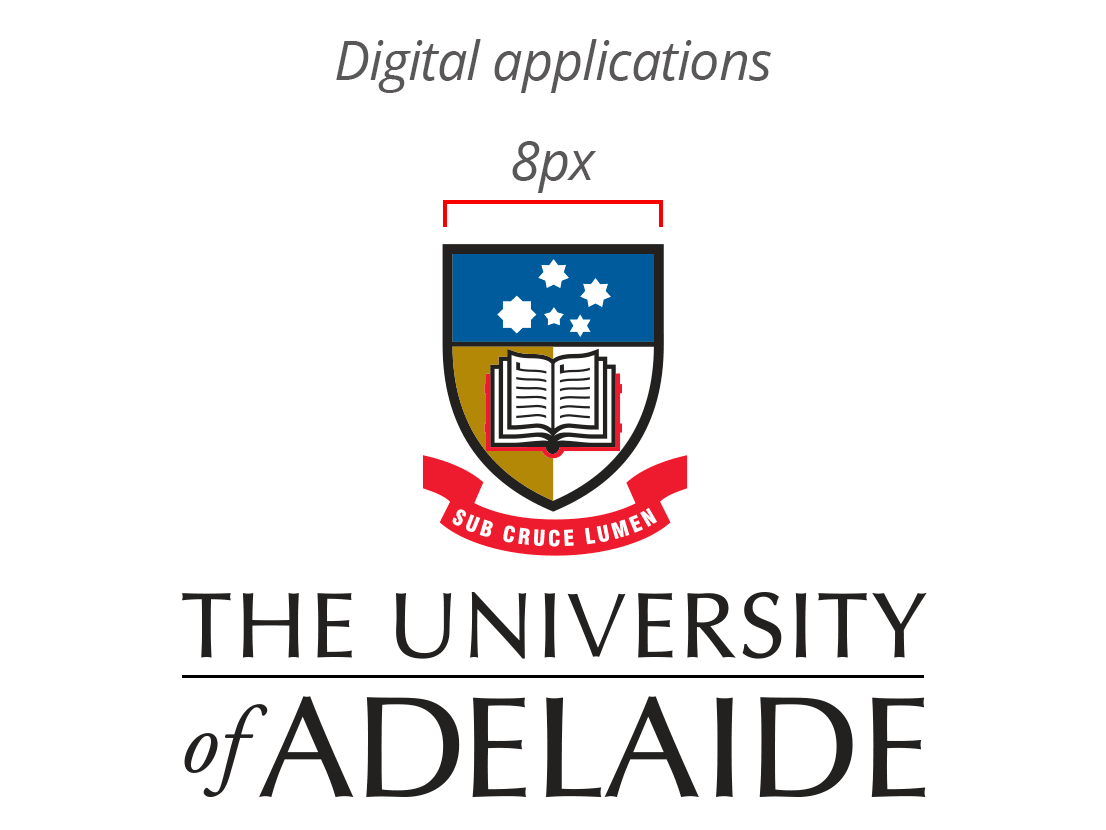 Digital applications
8px
SUB CRUCE LUMEN
THE UNIVERSITY
of ADELAIDE